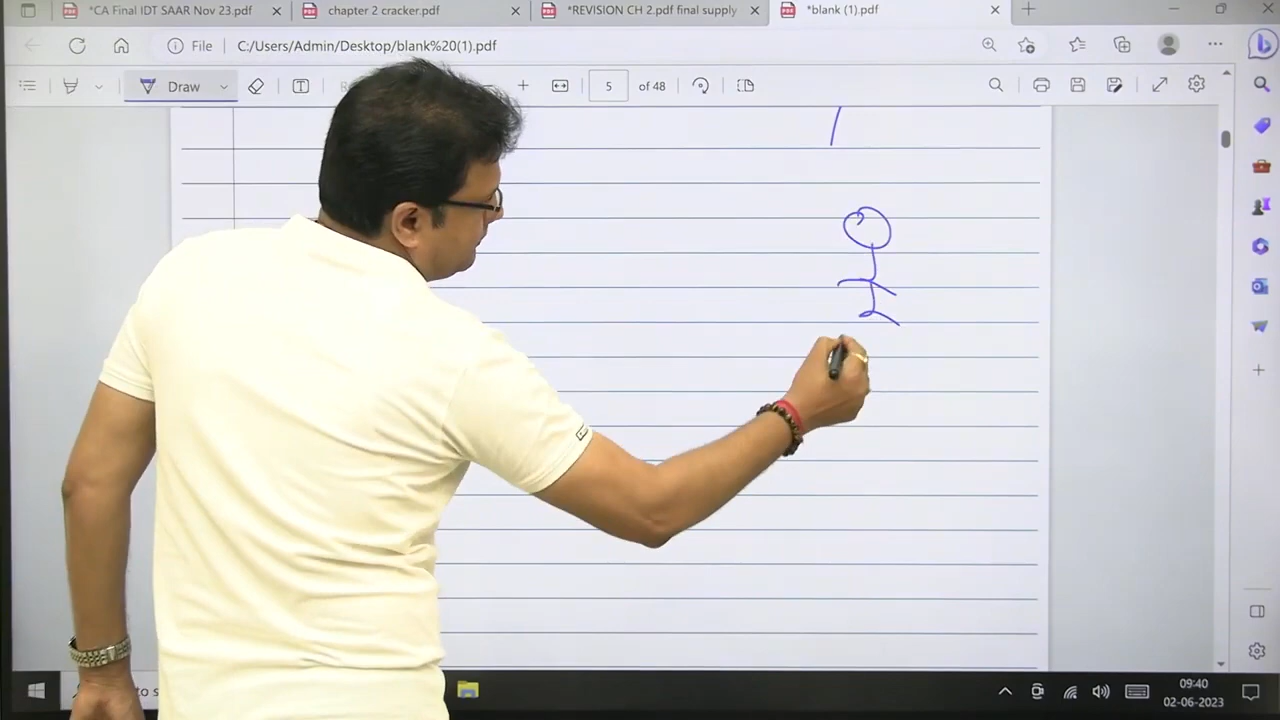 *CA Final IDT SAAR Nov 23.pdf
chapter 2 cracker.pdf
*REVISION CH 2.pdf final supply
*blank (1).pdf
File
C:/Users/Admin/Desktop/blank%20(1).pdf
Draw
5 of 48
to s
09:40
02-06-2023